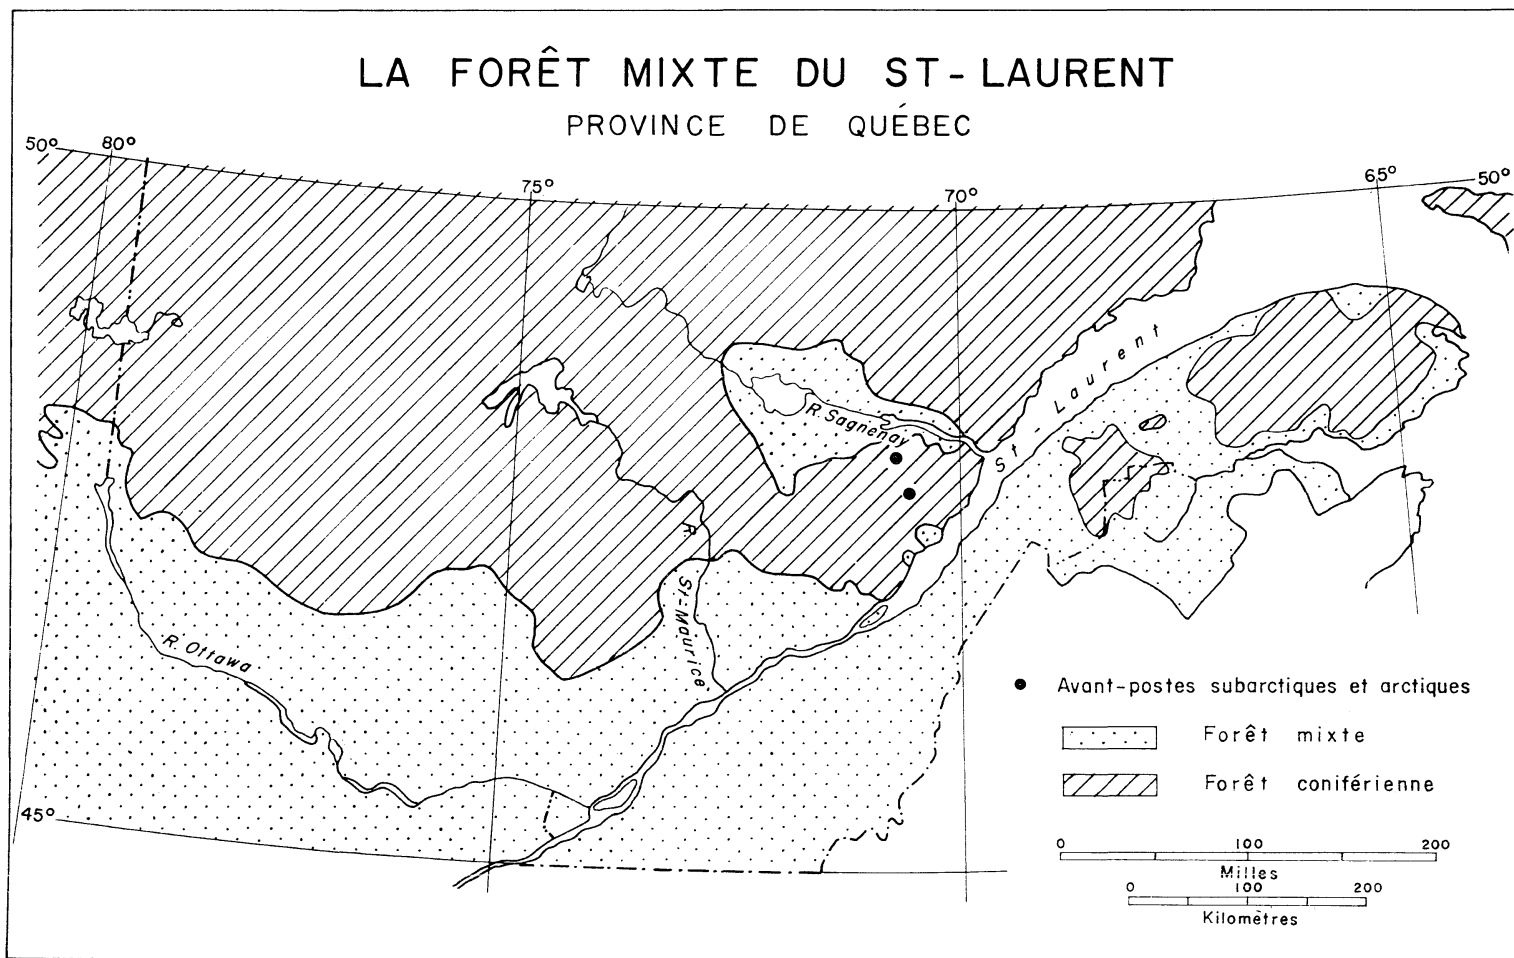 LA FORÊT MIXTE DU ST-LAURENT
PROVINCE DE QUÉBEC
50° 80° 75° 70° 65° 50°
St-Laurent
R. Sagnenay
R. St-Maurice
R. Ottawa
45°
Avant-postes subarctiques et arctiques
Forêt mixte
Forêt coniférienne
0 100 200
Milles
0 100 200
Kilomètres